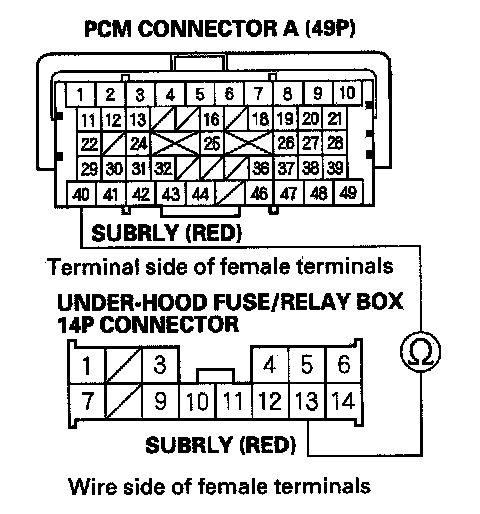 PCM CONNECTOR A (49P)
1 2 3 4 5 6 7 8 9 10
11 12 13 16 18 19 20 21
22 24 25 26 27 28
29 30 31 32 36 37 38 39
40 41 42 43 44 46 47 48 49
SUBRLY (RED)
Terminal side of female terminals
UNDER-HOOD FUSE/RELAY BOX
14P CONNECTOR
Ω
1 3 4 5 6
7 9 10 11 12 13 14
SUBRLY (RED)
Wire side of female terminals